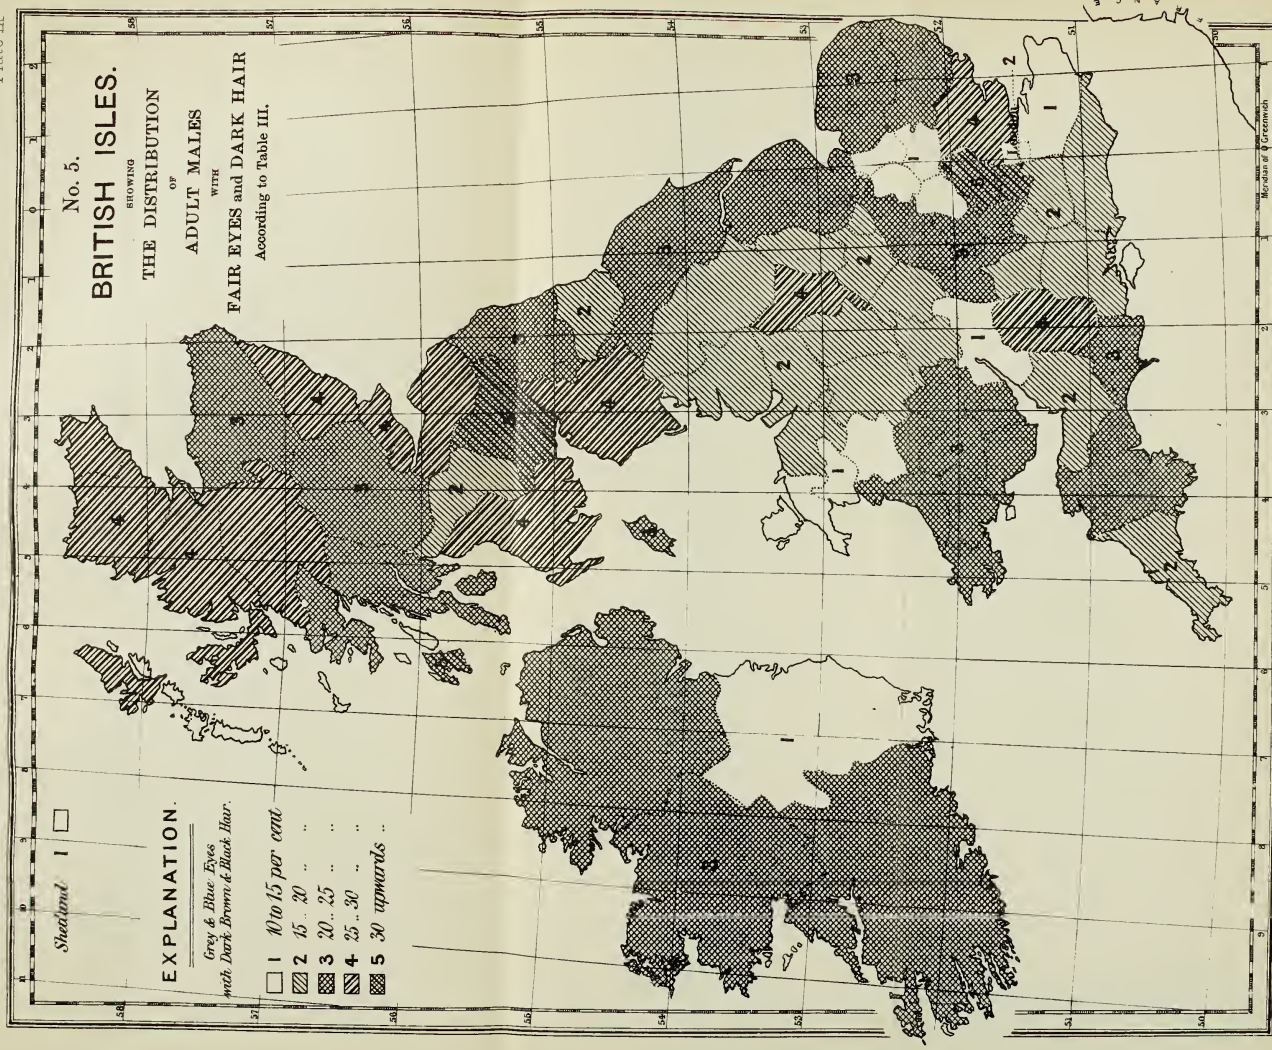 No. 5.
BRITISH ISLES.
SHOWING
THE DISTRIBUTION
OF
ADULT MALES
WITH
FAIR EYES and DARK HAIR
According to Table III.
Shetland 1
EXPLANATION.
Grey & Blue Eyes
with Dark Brown & Black Hair.
1 10 to 15 per cent
2 15 .. 20 .. ..
3 20 .. 25 .. ..
4 25 .. 30 .. ..
5 30 upwards ..
London
Meridian of 0 Greenwich